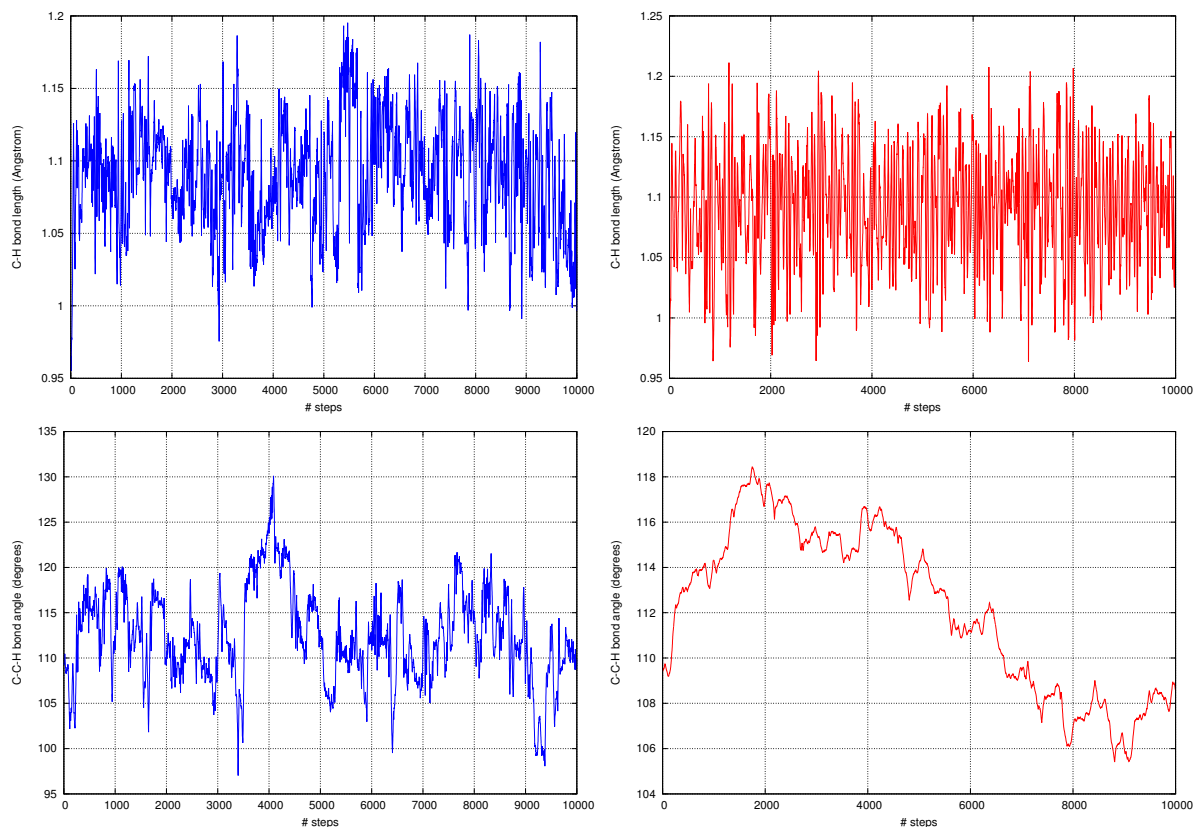 C-H bond length (Angstrom)
1.2
1.15
1.10
1.05
1
0.95
0 1000 2000 3000 4000 5000 6000 7000 8000 9000 10000
# steps
C-H bond length (Angstrom)
1.25
1.2
1.15
1.1
1.05
1
0.95
0 2000 4000 6000 8000 10000
# steps
C-C-H bond angle (degrees)
135
130
125
120
115
110
105
100
95
0 1000 2000 3000 4000 5000 6000 7000 8000 9000 10000
# steps
C-C-H bond angle (degrees)
120
118
116
114
112
110
108
106
104
0 2000 4000 6000 8000 10000
# steps